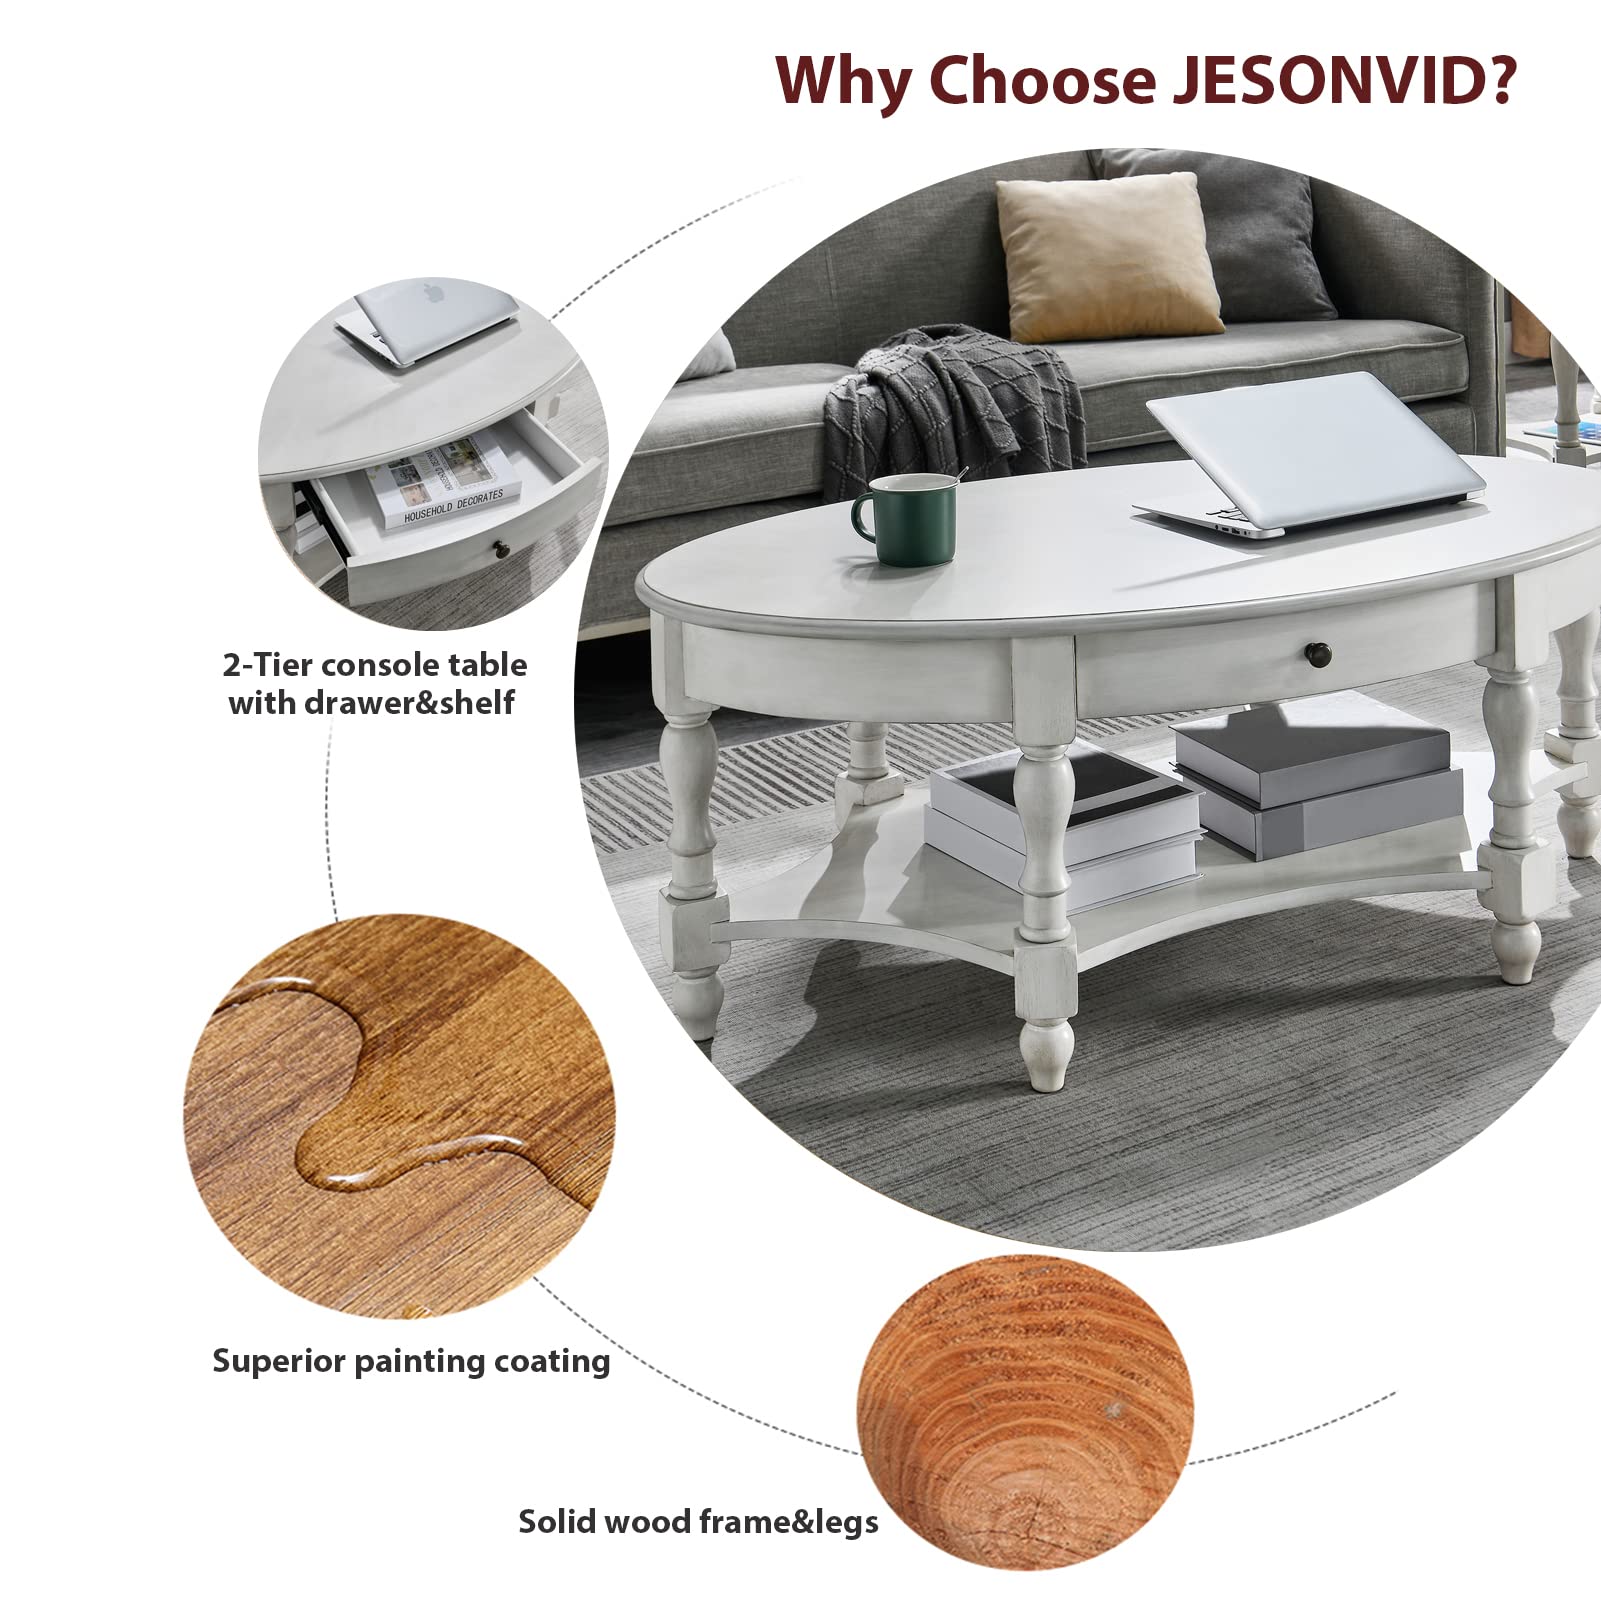 Why Choose JESONVID?
HOUSEHOLD DECORATES
2-Tier console table
with drawer&shelf
Superior painting coating
Solid wood frame&legs